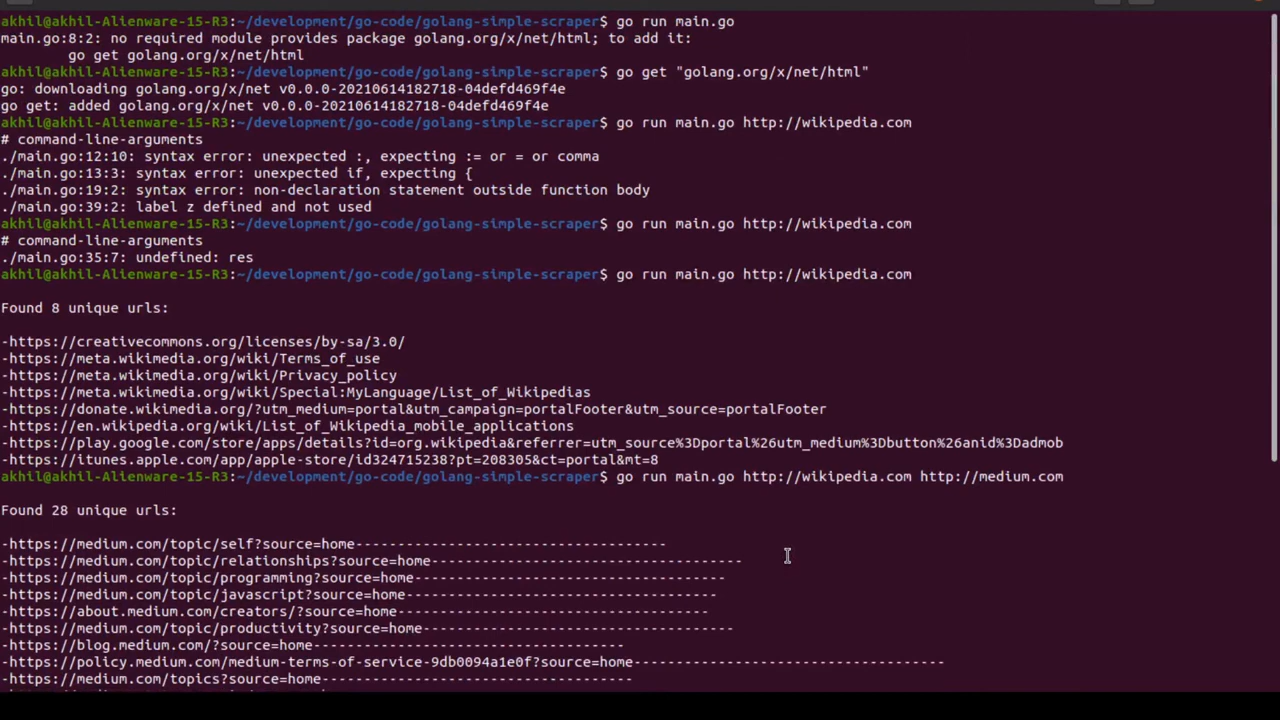 akhil@akhil-Alienware-15-R3:~/development/go-code/golang-simple-scraper$ go run main.go
main.go:8:2: no required module provides package golang.org/x/net/html; to add it:
        go get golang.org/x/net/html
akhil@akhil-Alienware-15-R3:~/development/go-code/golang-simple-scraper$ go get "golang.org/x/net/html"
go: downloading golang.org/x/net v0.0.0-20210614182718-04defd469f4e
go get: added golang.org/x/net v0.0.0-20210614182718-04defd469f4e
akhil@akhil-Alienware-15-R3:~/development/go-code/golang-simple-scraper$ go run main.go http://wikipedia.com
# command-line-arguments
./main.go:12:10: syntax error: unexpected :, expecting := or = or comma
./main.go:13:3: syntax error: unexpected if, expecting {
./main.go:19:2: syntax error: non-declaration statement outside function body
./main.go:39:2: label z defined and not used
akhil@akhil-Alienware-15-R3:~/development/go-code/golang-simple-scraper$ go run main.go http://wikipedia.com
# command-line-arguments
./main.go:35:7: undefined: res
akhil@akhil-Alienware-15-R3:~/development/go-code/golang-simple-scraper$ go run main.go http://wikipedia.com
Found 8 unique urls:
-https://creativecommons.org/licenses/by-sa/3.0/
-https://meta.wikimedia.org/wiki/Terms_of_use
-https://meta.wikimedia.org/wiki/Privacy_policy
-https://meta.wikimedia.org/wiki/Special:MyLanguage/List_of_Wikipedias
-https://donate.wikimedia.org/?utm_medium=portal&utm_campaign=portalFooter&utm_source=portalFooter
-https://en.wikipedia.org/wiki/List_of_Wikipedia_mobile_applications
-https://play.google.com/store/apps/details?id=org.wikipedia&referrer=utm_source%3Dportal%26utm_medium%3Dbutton%26anid%3Dadmob
-https://itunes.apple.com/app/apple-store/id324715238?pt=208305&ct=portal&mt=8
akhil@akhil-Alienware-15-R3:~/development/go-code/golang-simple-scraper$ go run main.go http://wikipedia.com http://medium.com
Found 28 unique urls:
-https://medium.com/topic/self?source=home-------------------------------------
-https://medium.com/topic/relationships?source=home-------------------------------------
-https://medium.com/topic/programming?source=home-------------------------------------
-https://medium.com/topic/javascript?source=home-------------------------------------
-https://about.medium.com/creators/?source=home-------------------------------------
-https://medium.com/topic/productivity?source=home-------------------------------------
-https://blog.medium.com/?source=home-------------------------------------
-https://policy.medium.com/medium-terms-of-service-9db0094a1e0f?source=home-------------------------------------
-https://medium.com/topics?source=home-------------------------------------